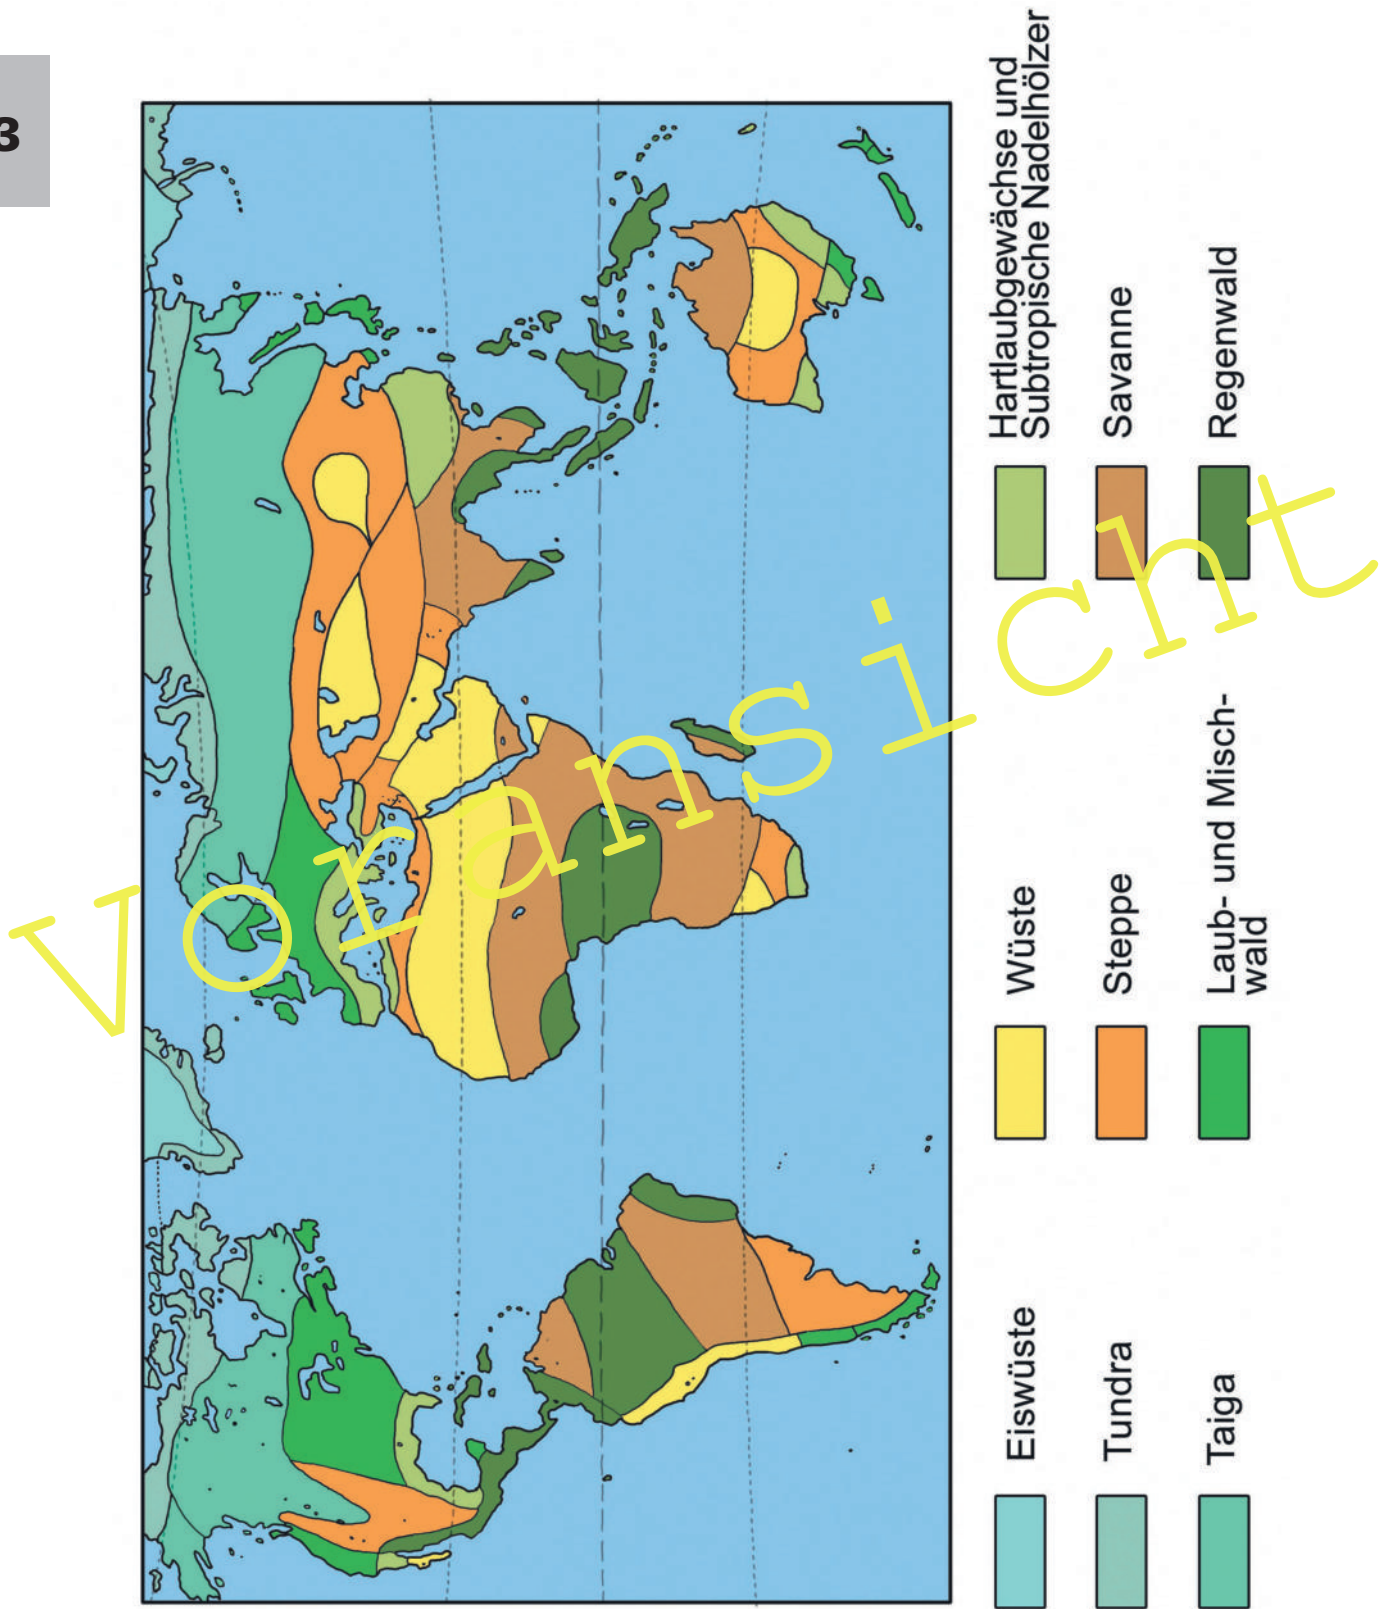 3
Eiswüste
Tundra
Taiga
Wüste
Steppe
Laub- und Misch-
wald
Hartlaubgewächse und
Subtropische Nadelhölzer
Savanne
Regenwald
Voransicht